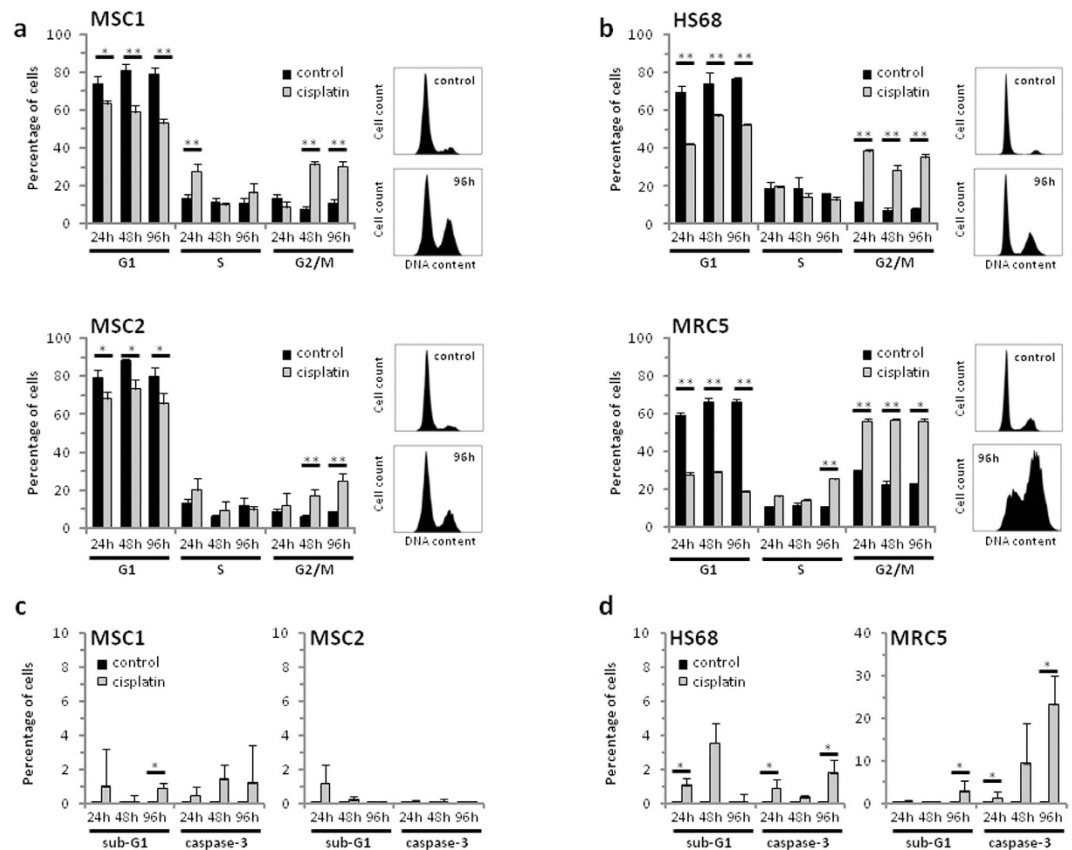 a
MSC1
100
80
60
40
20
0
Percentage of cells
* ** **
**
** **
control
cisplatin
24h 48h 96h 24h 48h 96h 24h 48h 96h
G1 S G2/M
Cell count
control
Cell count
96h
DNA content
b
HS68
100
80
60
40
20
0
Percentage of cells
** ** **
** ** **
control
cisplatin
24h 48h 96h 24h 48h 96h 24h 48h 96h
G1 S G2/M
Cell count
control
Cell count
96h
DNA content
MSC2
100
80
60
40
20
0
Percentage of cells
* * *
** **
control
cisplatin
24h 48h 96h 24h 48h 96h 24h 48h 96h
G1 S G2/M
Cell count
control
Cell count
96h
DNA content
MRC5
100
80
60
40
20
0
Percentage of cells
** ** **
**
** ** *
control
cisplatin
24h 48h 96h 24h 48h 96h 24h 48h 96h
G1 S G2/M
Cell count
control
Cell count
96h
DNA content
c
MSC1
10
8
6
4
2
0
Percentage of cells
control
cisplatin
*
24h 48h 96h 24h 48h 96h
sub-G1 caspase-3
MSC2
10
8
6
4
2
0
24h 48h 96h 24h 48h 96h
sub-G1 caspase-3
d
HS68
10
8
6
4
2
0
Percentage of cells
control
cisplatin
* * *
24h 48h 96h 24h 48h 96h
sub-G1 caspase-3
MRC5
40
30
20
10
0
* * *
24h 48h 96h 24h 48h 96h
sub-G1 caspase-3